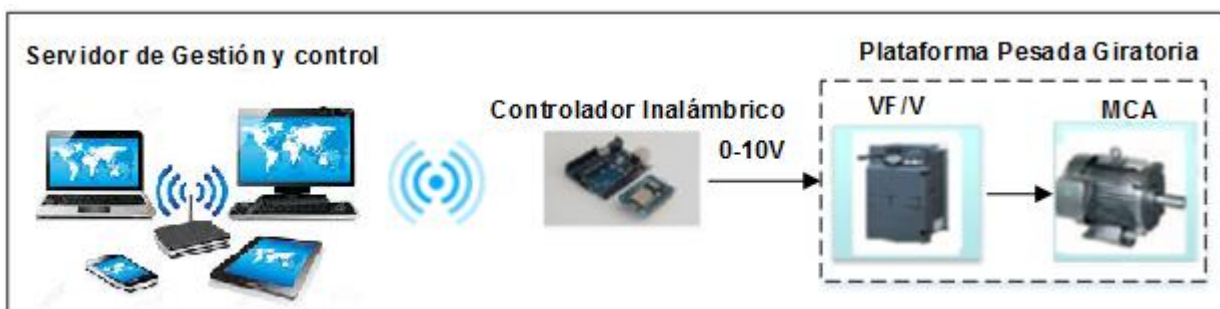 Servidor de Gestión y control
Plataforma Pesada Giratoria
Controlador Inalámbrico
0-10V
VF/V
MCA